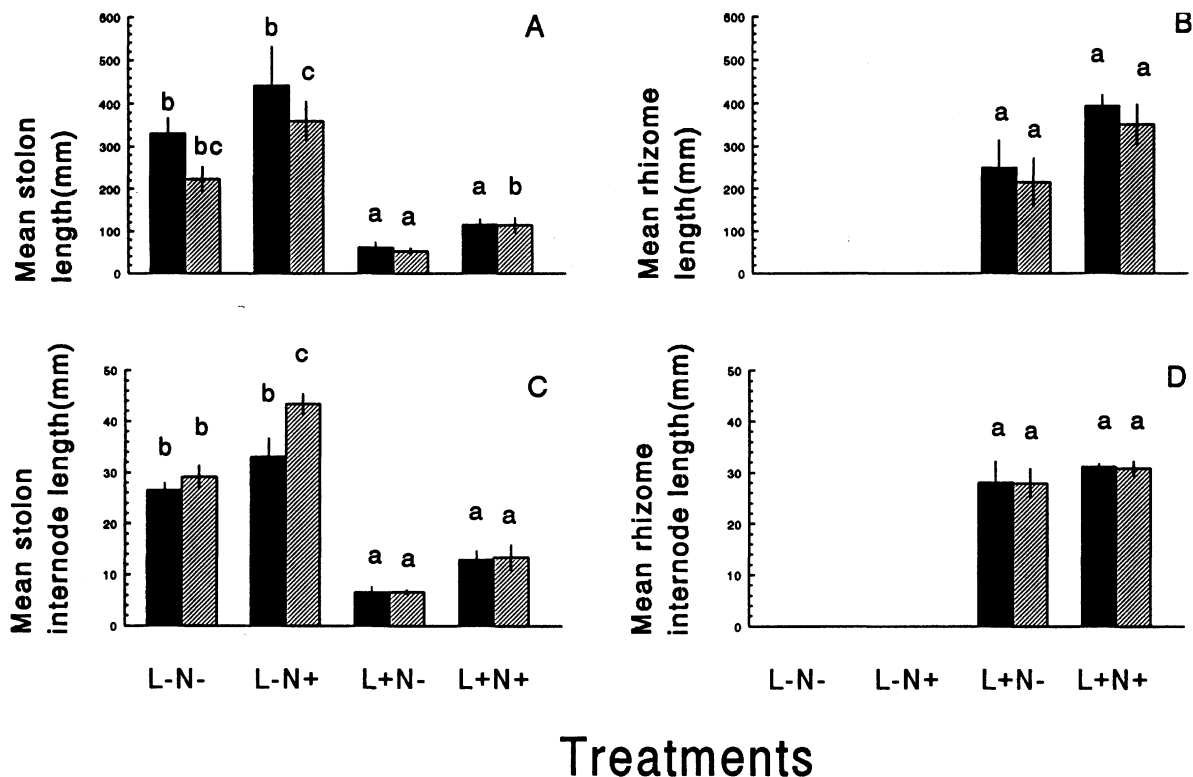 A
Mean stolon
length(mm)
600
500
400
300
200
100
0
b
bc
b
c
a
a
a
b
B
Mean rhizome
length(mm)
600
500
400
300
200
100
0
a
a
a
a
C
Mean stolon
internode length(mm)
50
40
30
20
10
0
b
b
b
c
a
a
a
a
L-N-
L-N+
L+N-
L+N+
D
Mean rhizome
internode length(mm)
50
40
30
20
10
0
a
a
a
a
L-N-
L-N+
L+N-
L+N+
Treatments